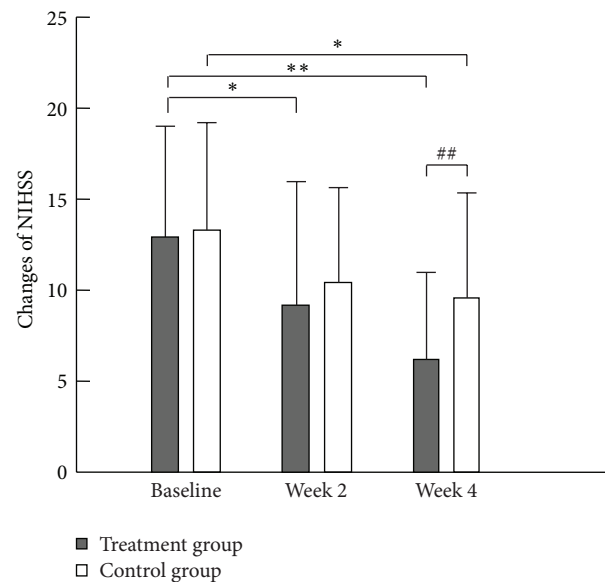 25
20
15
10
5
0
Changes of NIHSS
*
**
*
##
Baseline Week 2 Week 4
Treatment group
Control group